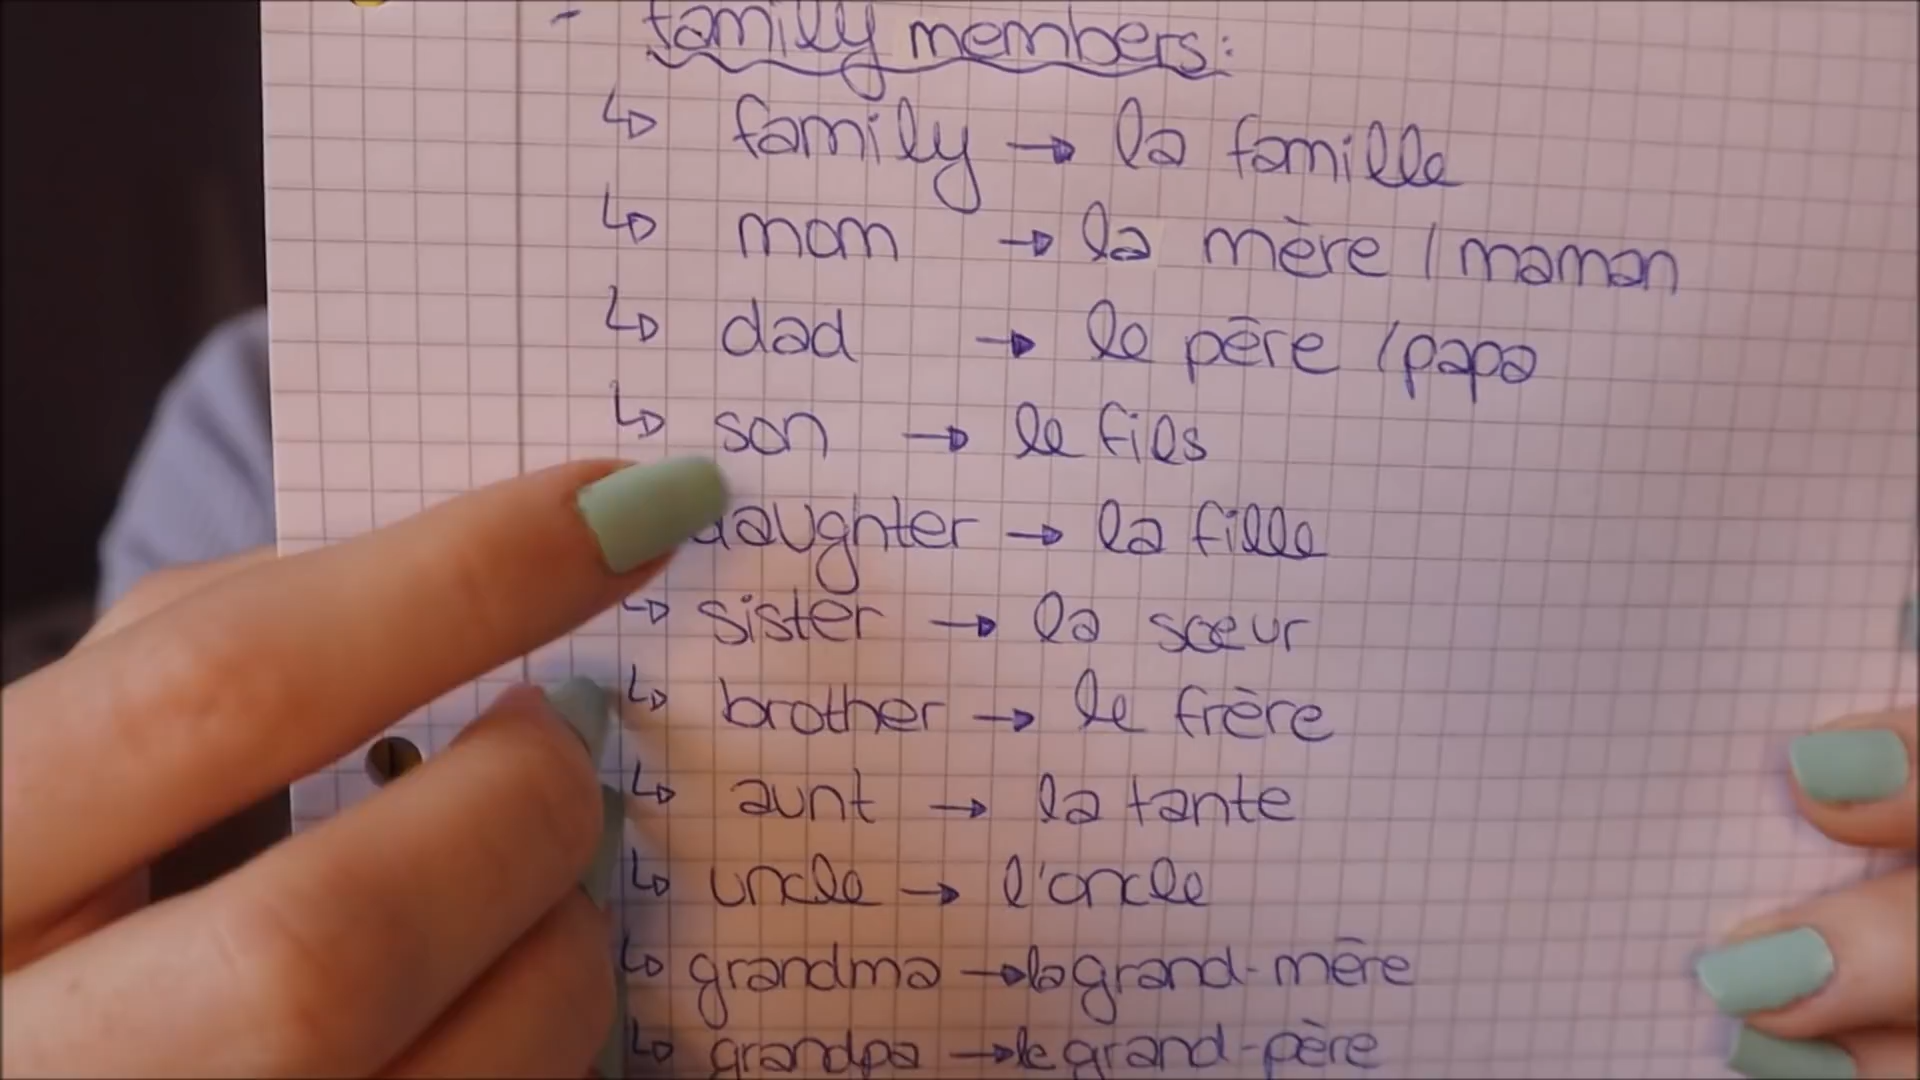 - family members:
↳ family → la famille
↳ mom → la mère / maman
↳ dad → le père / papa
↳ son → le fils
daughter → la fille
↳ sister → la sœur
↳ brother → le frère
↳ aunt → la tante
↳ uncle → l'oncle
↳ grandma → la grand-mère
↳ grandpa → le grand-père